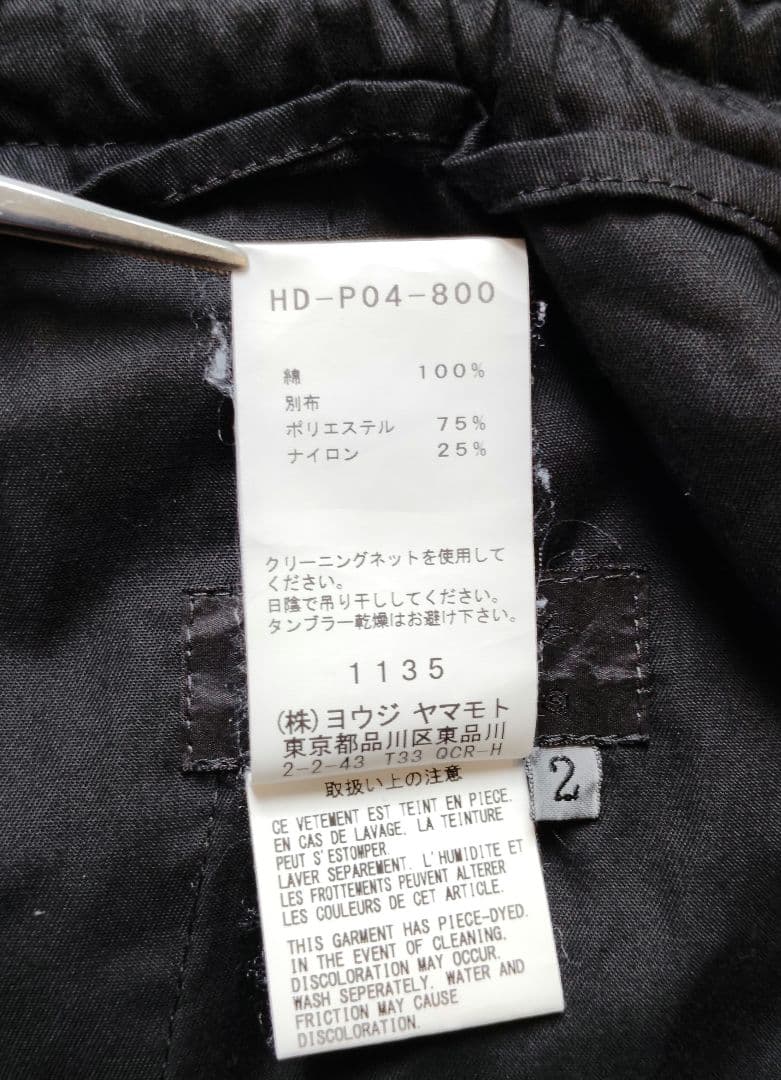 HD-P04-800
綿 100%
別布
ポリエステル 75%
ナイロン 25%
クリーニングネットを使用して
ください。
日陰で吊り干ししてください。
タンブラー乾燥はお避け下さい。
1135
(株)ヨウジ ヤマモト
東京都品川区東品川
2-2-43 T33 QCR-H
2
取扱い上の注意
CE VETEMENT EST TEINT EN PIECE.
EN CAS DE LAVAGE. LA TEINTURE
PEUT S'ESTOMPER.
LAVER SEPAREMENT. L'HUMIDITE ET
LES FROTTEMENTS PEUVENT ALTERER
LES COULEURS DE CET ARTICLE.
THIS GARMENT HAS PIECE-DYED.
IN THE EVENT OF CLEANING.
DISCOLORATION MAY OCCUR.
WASH SEPERATELY. WATER AND
FRICTION MAY CAUSE
DISCOLORATION.